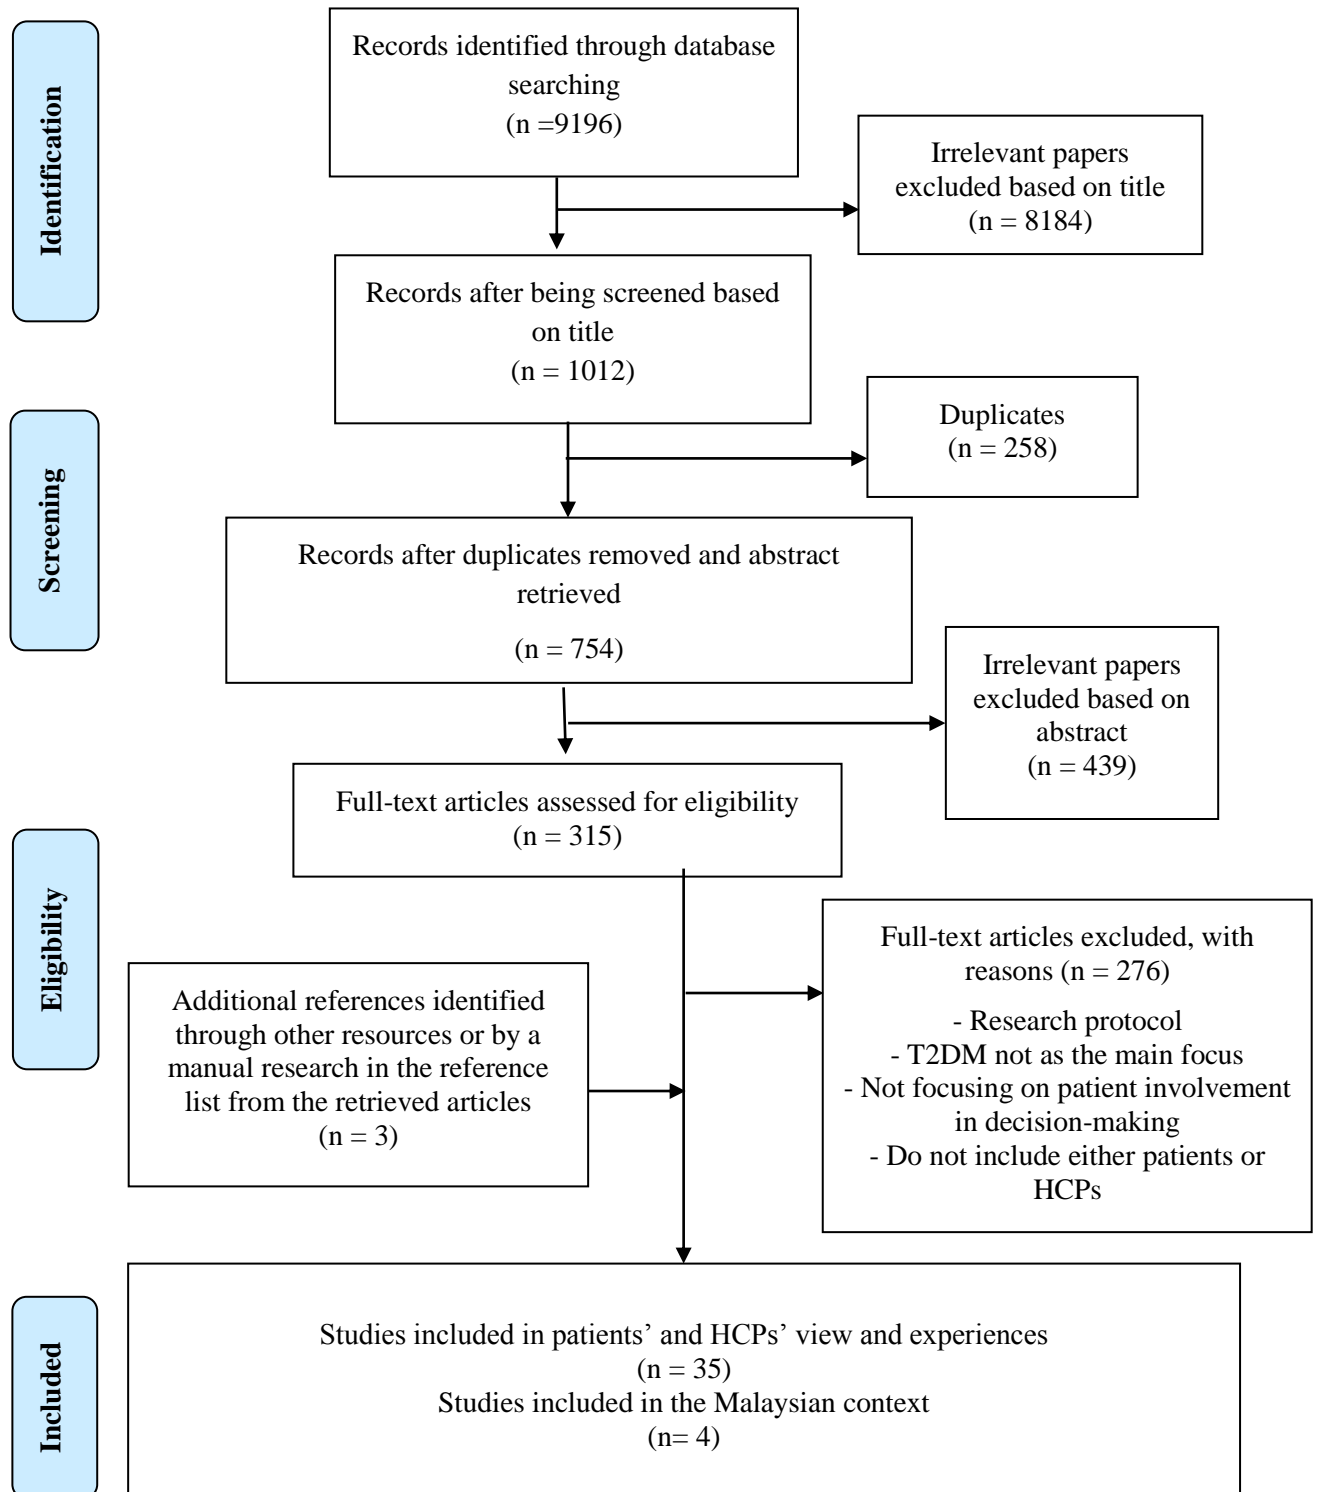 Identification
Records identified through database
searching
(n =9196)
Irrelevant papers
excluded based on title
(n = 8184)
Records after being screened based
on title
(n = 1012)
Screening
Duplicates
(n = 258)
Records after duplicates removed and abstract
retrieved
(n = 754)
Irrelevant papers
excluded based on
abstract
(n = 439)
Eligibility
Full-text articles assessed for eligibility
(n = 315)
Full-text articles excluded, with
reasons (n = 276)
- Research protocol
- T2DM not as the main focus
- Not focusing on patient involvement
in decision-making
- Do not include either patients or
HCPs
Additional references identified
through other resources or by a
manual research in the reference
list from the retrieved articles
(n = 3)
Included
Studies included in patients’ and HCPs’ view and experiences
(n = 35)
Studies included in the Malaysian context
(n= 4)